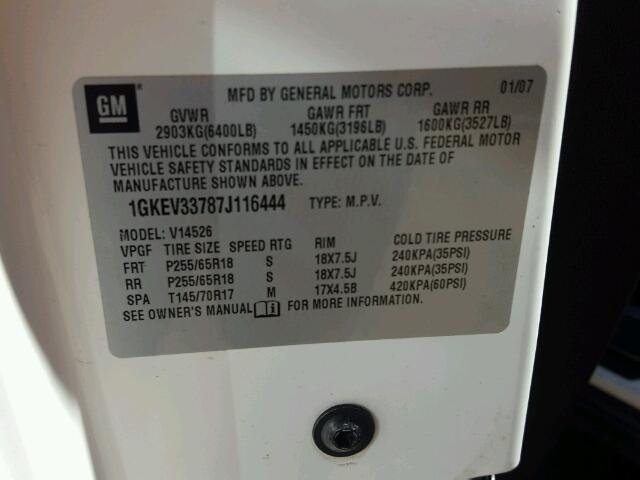 GM
MFD BY GENERAL MOTORS CORP. 01/07
GVWR GAWR FRT GAWR RR
2903KG(6400LB) 1450KG(3196LB) 1600KG(3527LB)
THIS VEHICLE CONFORMS TO ALL APPLICABLE U.S. FEDERAL MOTOR
VEHICLE SAFETY STANDARDS IN EFFECT ON THE DATE OF
MANUFACTURE SHOWN ABOVE.
1GKEV33787J116444 TYPE: M.P.V.
MODEL: V14526
VPGF TIRE SIZE SPEED RTG RIM COLD TIRE PRESSURE
FRT P255/65R18 S 18X7.5J 240KPA(35PSI)
RR P255/65R18 S 18X7.5J 240KPA(35PSI)
SPA T145/70R17 M 17X4.5B 420KPA(60PSI)
SEE OWNER'S MANUAL FOR MORE INFORMATION.